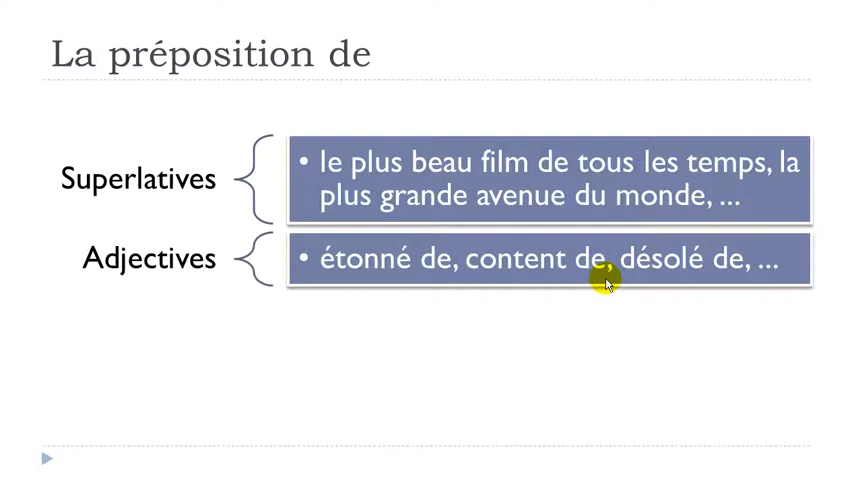 La préposition de
Superlatives
• le plus beau film de tous les temps, la
plus grande avenue du monde, ...
Adjectives
• étonné de, content de, désolé de, ...